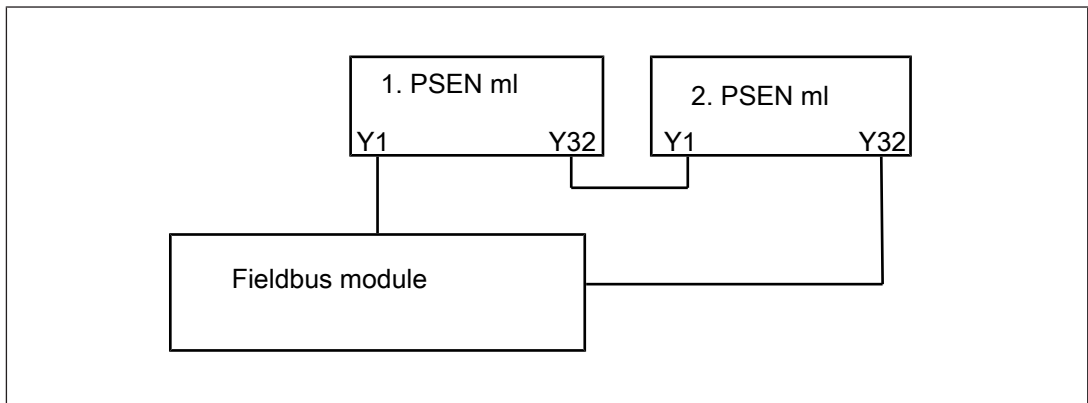 1. PSEN ml
2. PSEN ml
Y1 Y32 Y1 Y32
Fieldbus module